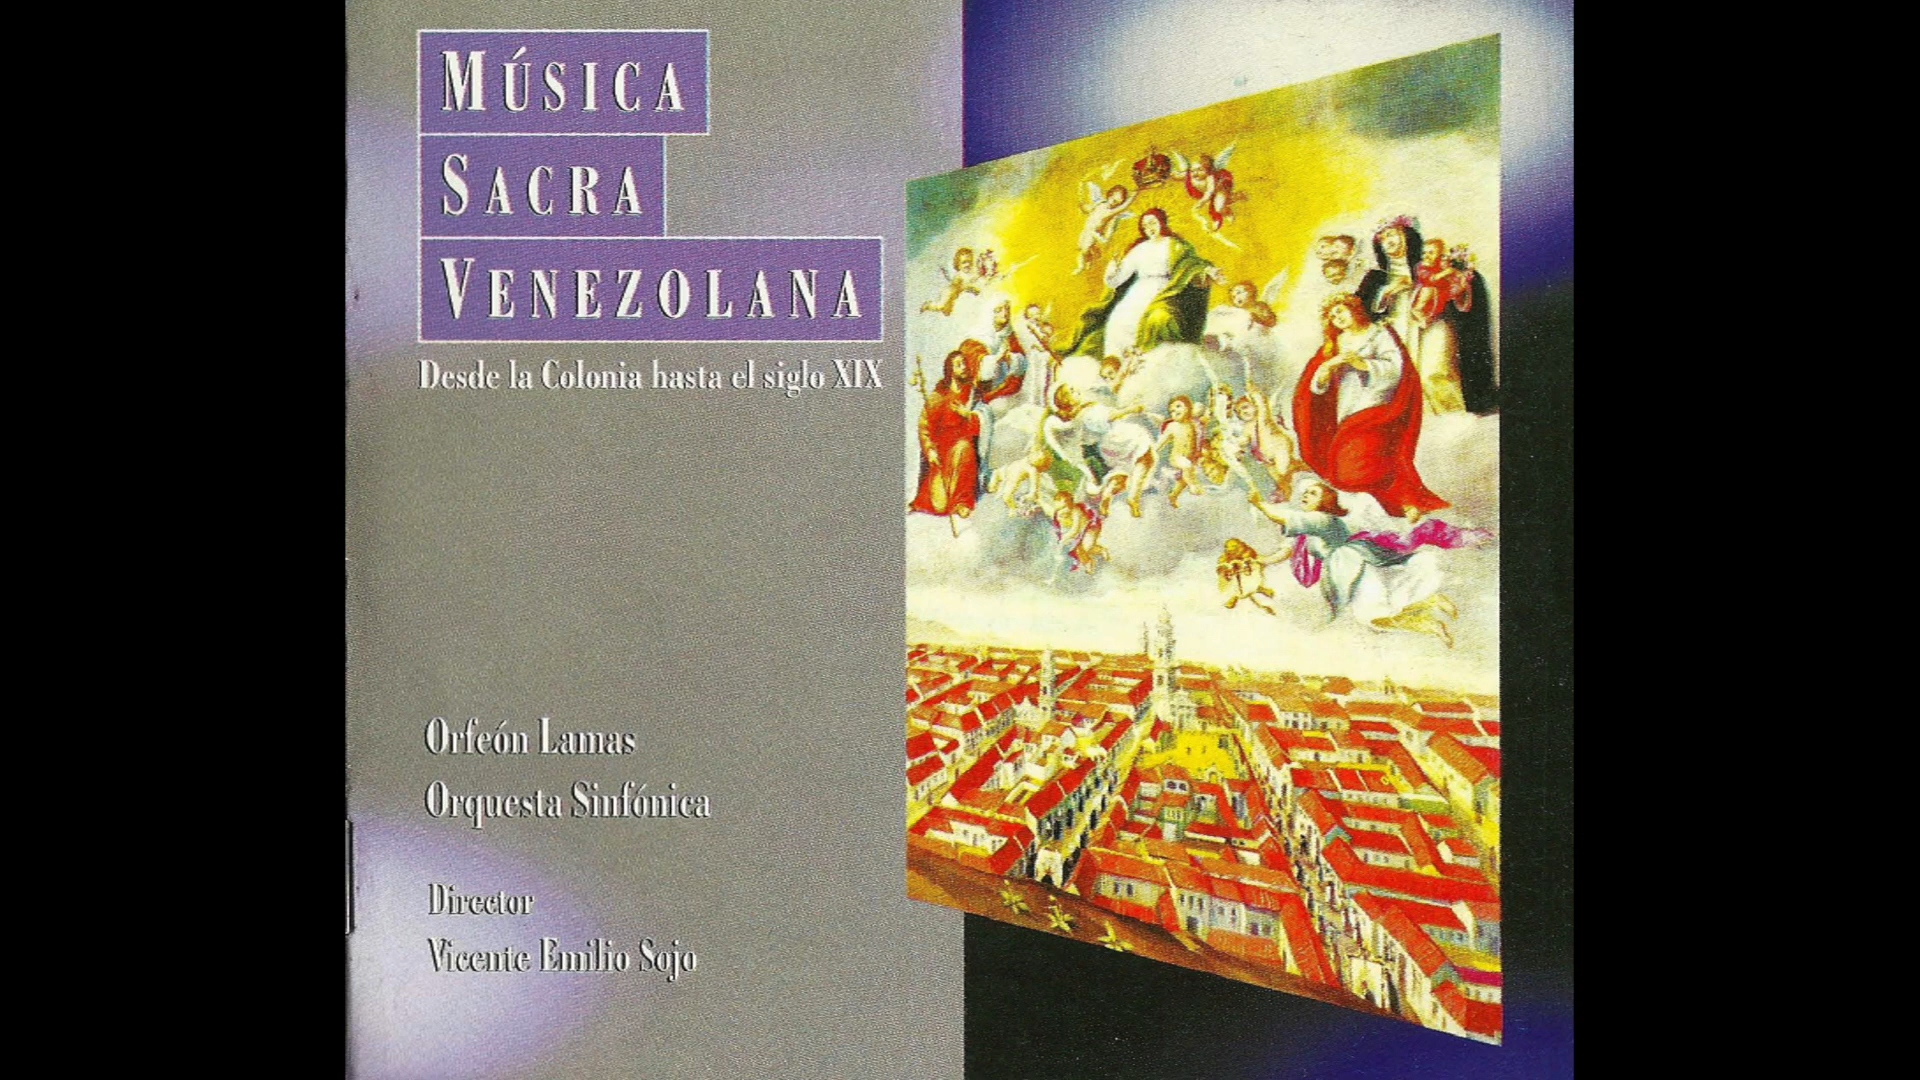 MÚSICA
SACRA
VENEZOLANA
Desde la Colonia hasta el siglo XIX
Orfeón Lamas
Orquesta Sinfónica
Director
Vicente Emilio Sojo